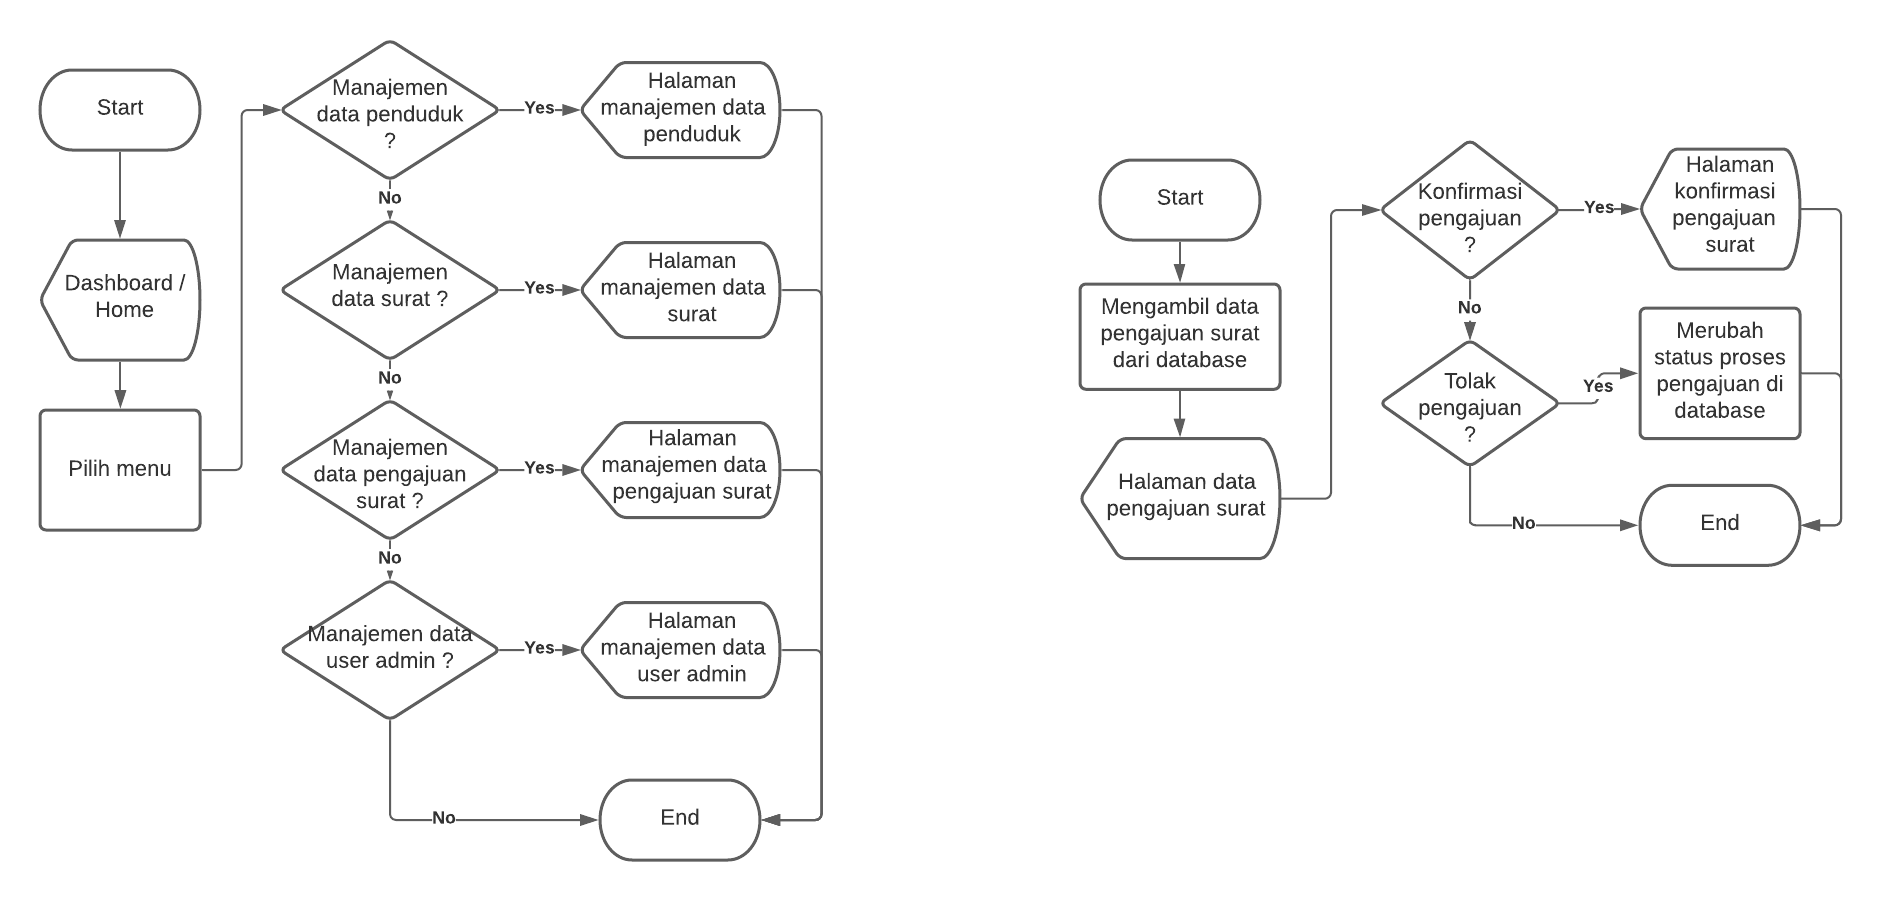 Start
Dashboard /
Home
Pilih menu
Manajemen
data penduduk
?
Yes
Halaman
manajemen data
penduduk
No
Manajemen
data surat ?
Yes
Halaman
manajemen data
surat
No
Manajemen
data pengajuan
surat ?
Yes
Halaman
manajemen data
pengajuan surat
No
Manajemen data
user admin ?
Yes
Halaman
manajemen data
user admin
No
End
Start
Mengambil data
pengajuan surat
dari database
Halaman data
pengajuan surat
Konfirmasi
pengajuan
?
Yes
Halaman
konfirmasi
pengajuan
surat
No
Tolak
pengajuan
?
Yes
Merubah
status proses
pengajuan di
database
No
End